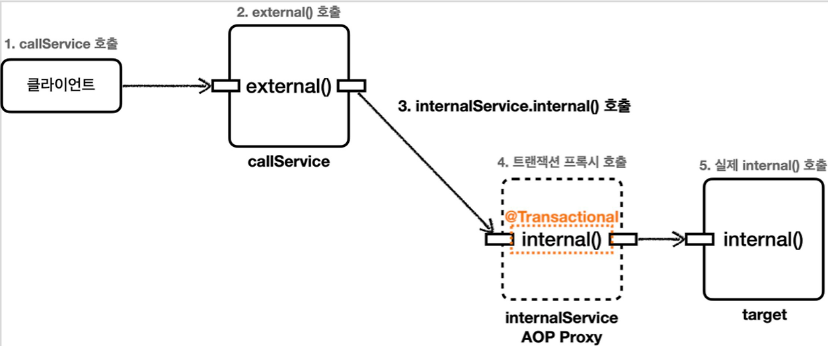 1. callService 호출
클라이언트
2. external() 호출
external()
callService
3. internalService.internal() 호출
4. 트랜잭션 프록시 호출
@Transactional
internal()
internalService
AOP Proxy
5. 실제 internal() 호출
internal()
target